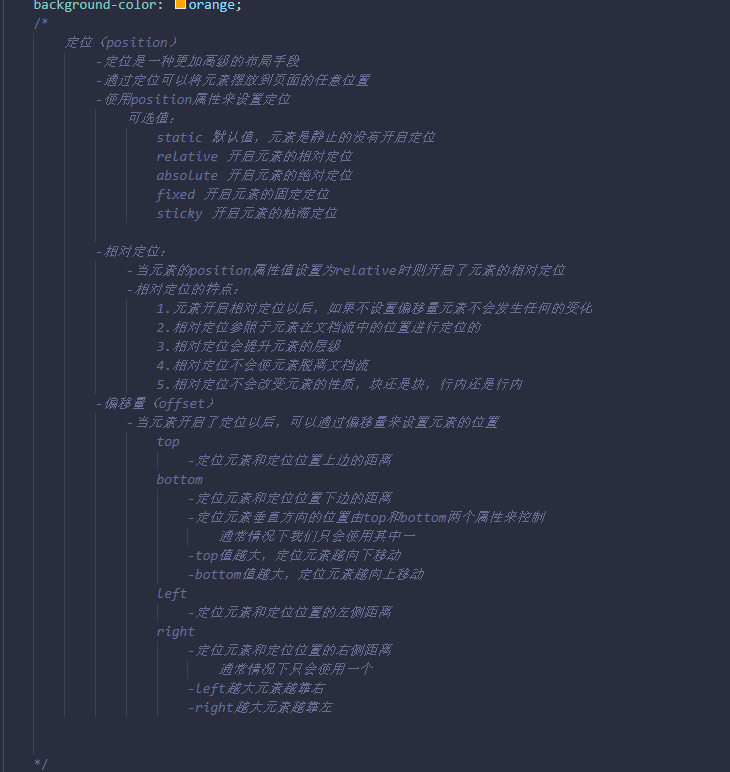 background-color: orange;
/*
定位（position）
-定位是一种更加高级的布局手段
-通过定位可以将元素摆放到页面的任意位置
-使用position属性来设置定位
可选值：
static 默认值，元素是静止的没有开启定位
relative 开启元素的相对定位
absolute 开启元素的绝对定位
fixed 开启元素的固定定位
sticky 开启元素的粘滞定位
-相对定位：
-当元素的position属性值设置为relative时则开启了元素的相对定位
-相对定位的特点：
1.元素开启相对定位以后，如果不设置偏移量元素不会发生任何的变化
2.相对定位参照于元素在文档流中的位置进行定位的
3.相对定位会提升元素的层级
4.相对定位不会使元素脱离文档流
5.相对定位不会改变元素的性质，块还是块，行内还是行内
-偏移量（offset）
-当元素开启了定位以后，可以通过偏移量来设置元素的位置
top
-定位元素和定位位置上边的距离
bottom
-定位元素和定位位置下边的距离
-定位元素垂直方向的位置由top和bottom两个属性来控制
通常情况下我们只会使用其中一
-top值越大，定位元素越向下移动
-bottom值越大，定位元素越向上移动
left
-定位元素和定位位置的左侧距离
right
-定位元素和定位位置的右侧距离
通常情况下只会使用一个
-left越大元素越靠右
-right越大元素越靠左
*/